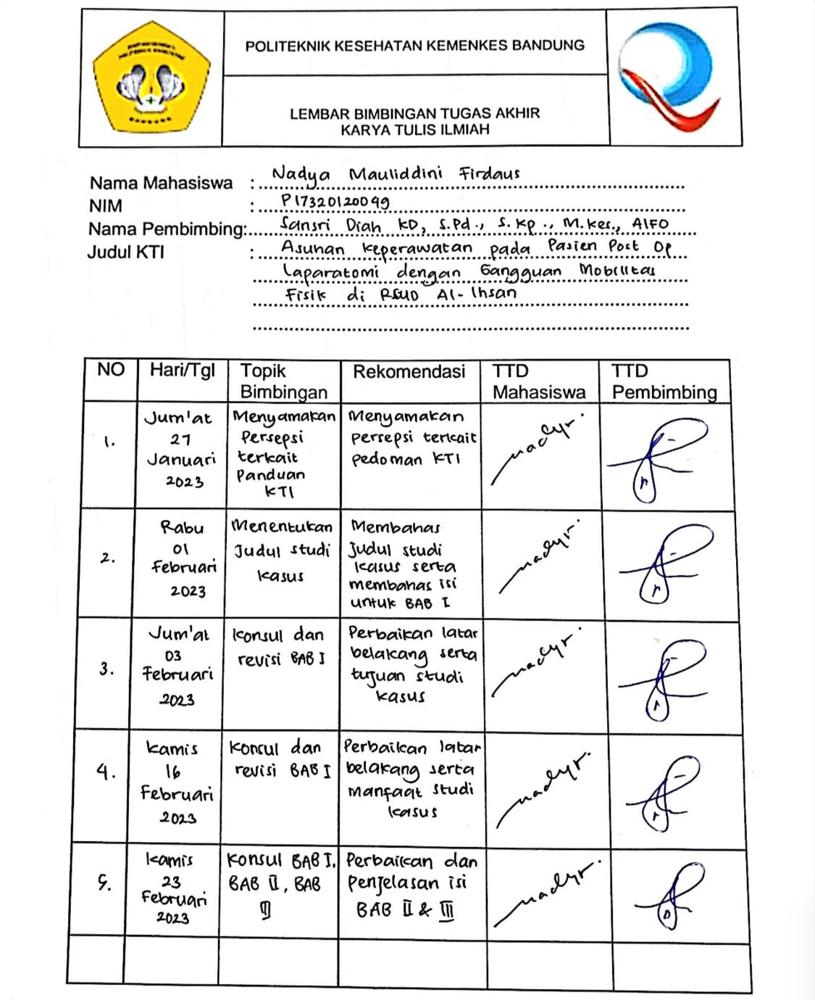 POLITEKNIK KESEHATAN KEMENKES BANDUNG
LEMBAR BIMBINGAN TUGAS AKHIR
KARYA TULIS ILMIAH
Nama Mahasiswa : Nadya Mauliddini Firdaus
NIM : P17320120049
Nama Pembimbing: Sansri Diah KD, S.Pd., S.Kp., M.Kes., AIFO
Judul KTI : Asuhan Keperawatan pada Pasien Post Op
Laparatomi dengan Gangguan Mobilitas
Fisik di RSUD Al-Ihsan
NO Hari/Tgl Topik Bimbingan Rekomendasi TTD Mahasiswa TTD Pembimbing
1.
Jum'at
27
Januari
2023
Menyamakan
Persepsi
terkait
Panduan
KTI
Menyamakan
persepsi terkait
pedoman KTI
2.
Rabu
01
Februari
2023
Menentukan
Judul studi
kasus
Membahas
Judul studi
kasus serta
membahas isi
untuk BAB I
3.
Jum'at
03
Februari
2023
Konsul dan
revisi BAB I
Perbaikan latar
belakang serta
tujuan studi
kasus
4.
Kamis
16
Februari
2023
Konsul dan
revisi BAB I
Perbaikan latar
belakang serta
manfaat studi
kasus
5.
Kamis
23
Februari
2023
Konsul BAB I,
BAB II, BAB
III
Perbaikan dan
penjelasan isi
BAB II & III